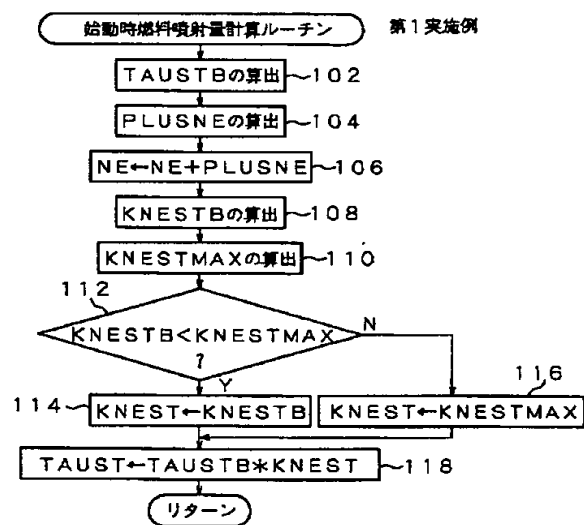 始動時燃料噴射量計算ルーチン 第1実施例
TAUSTBの算出 102
PLUSNEの算出 104
NE←NE+PLUSNE 106
KNESTBの算出 108
KNESTMAXの算出 110
112
KNESTB<KNESTMAX N
?
Y 116
114 KNEST←KNESTB KNEST←KNESTMAX
TAUST←TAUSTB*KNEST 118
リターン